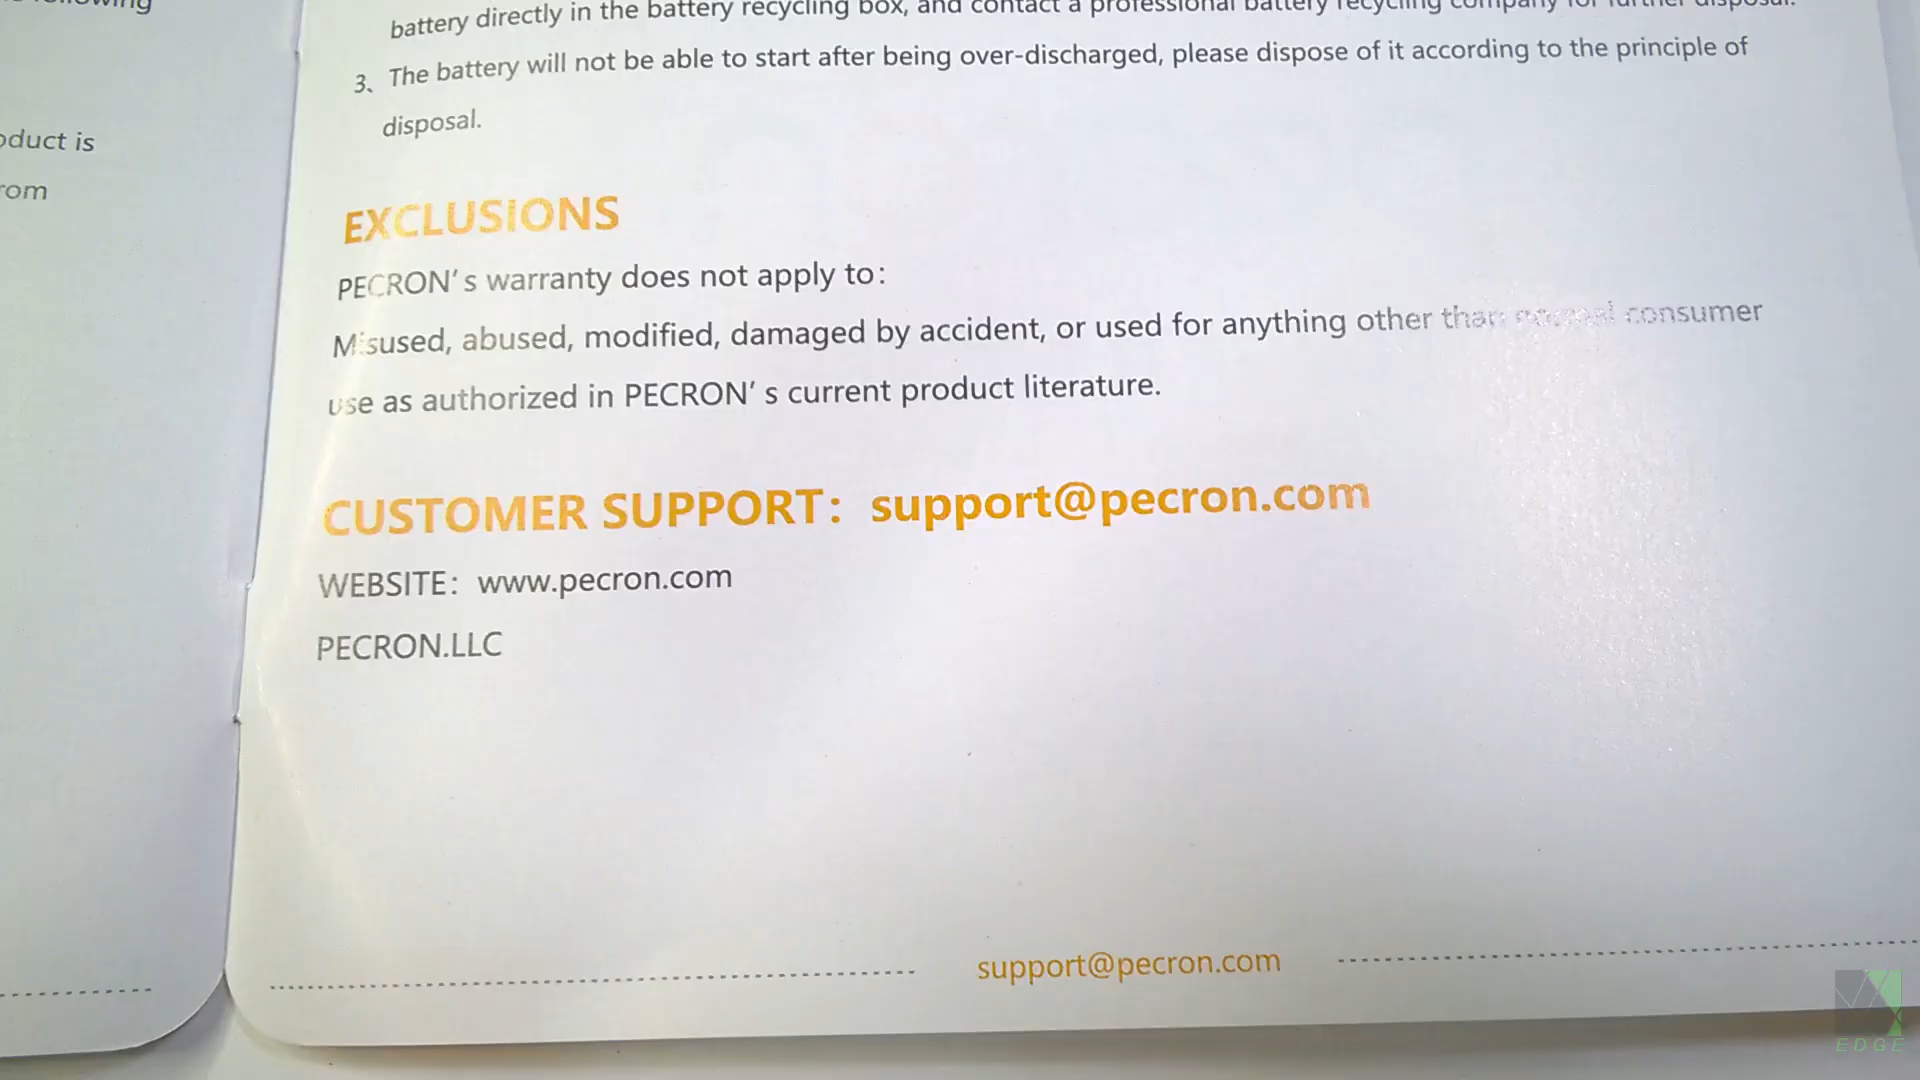 oduct is
rom
battery directly in the battery recycling box, and contact a professional battery recycling company for further disposal.
3、The battery will not be able to start after being over-discharged, please dispose of it according to the principle of
disposal.
EXCLUSIONS
PECRON's warranty does not apply to:
Misused, abused, modified, damaged by accident, or used for anything other than normal consumer
use as authorized in PECRON's current product literature.
CUSTOMER SUPPORT: support@pecron.com
WEBSITE: www.pecron.com
PECRON.LLC
support@pecron.com
EDGE